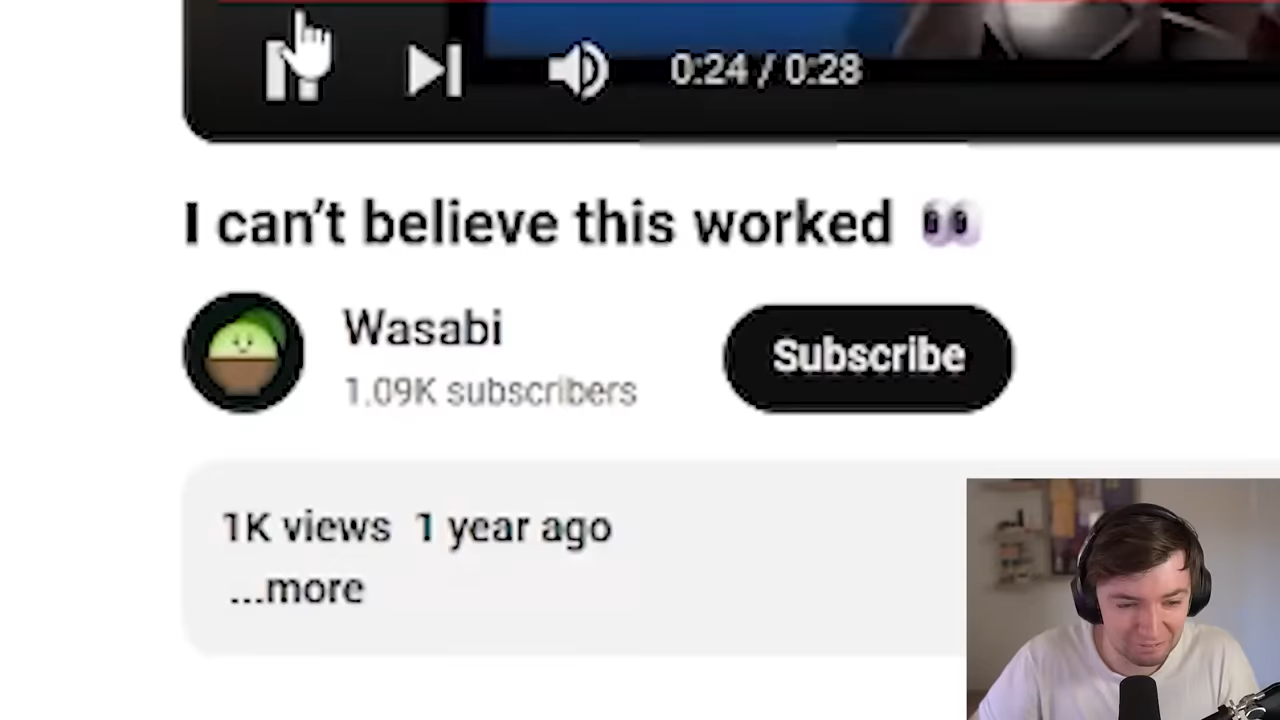 0:24 / 0:28
I can't believe this worked 👀
Wasabi
1.09K subscribers
Subscribe
1K views 1 year ago
...more